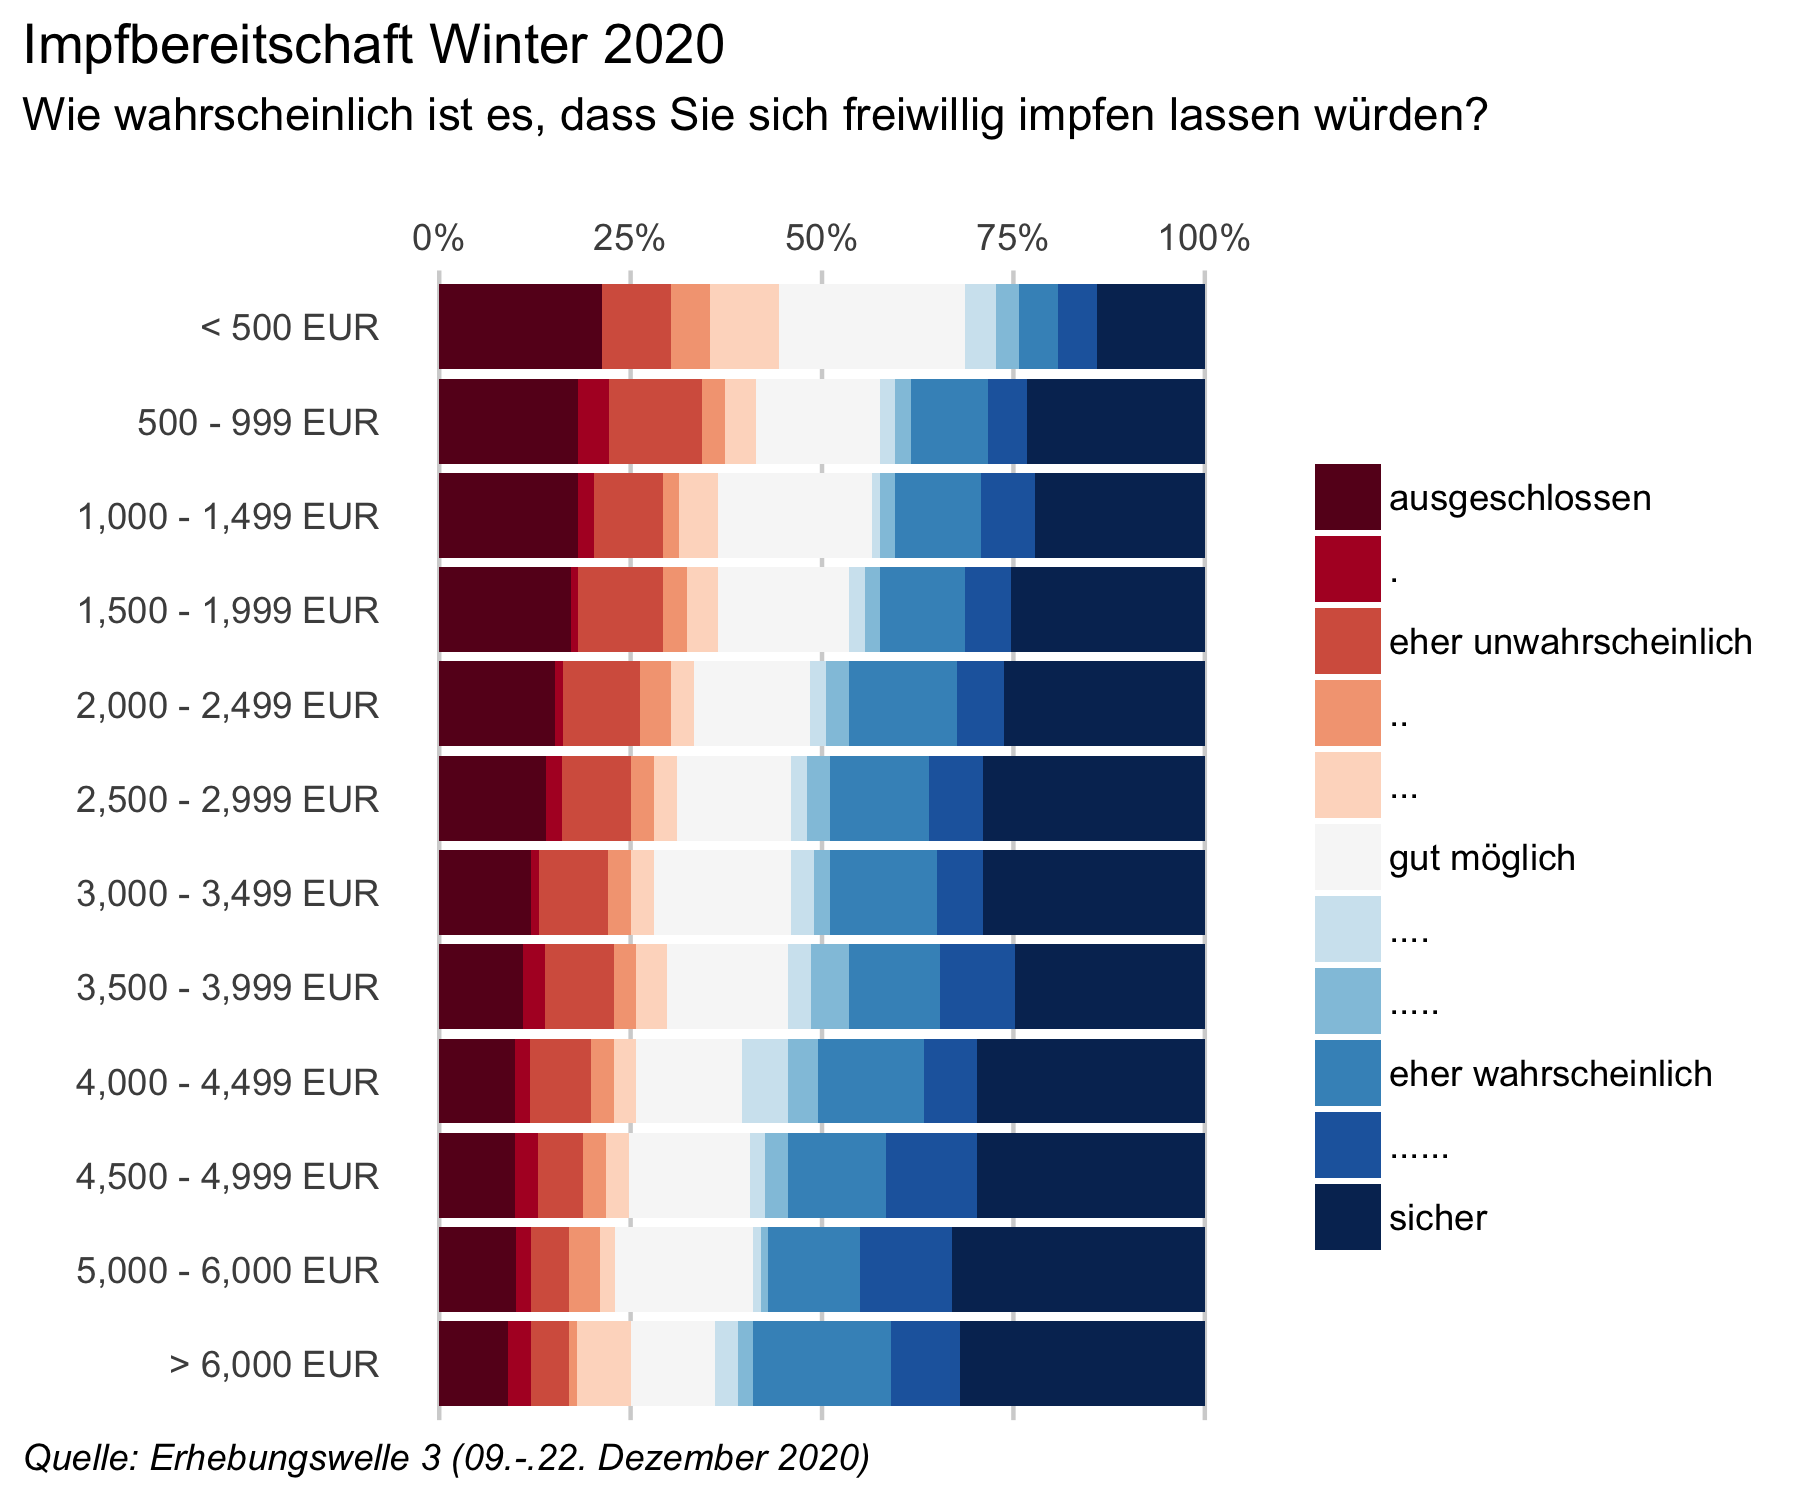 Impfbereitschaft Winter 2020
Wie wahrscheinlich ist es, dass Sie sich freiwillig impfen lassen würden?
0% 25% 50% 75% 100%
< 500 EUR
500 - 999 EUR
1,000 - 1,499 EUR
1,500 - 1,999 EUR
2,000 - 2,499 EUR
2,500 - 2,999 EUR
3,000 - 3,499 EUR
3,500 - 3,999 EUR
4,000 - 4,499 EUR
4,500 - 4,999 EUR
5,000 - 6,000 EUR
> 6,000 EUR
ausgeschlossen
.
eher unwahrscheinlich
..
...
gut möglich
....
.....
eher wahrscheinlich
......
sicher
Quelle: Erhebungswelle 3 (09.-.22. Dezember 2020)